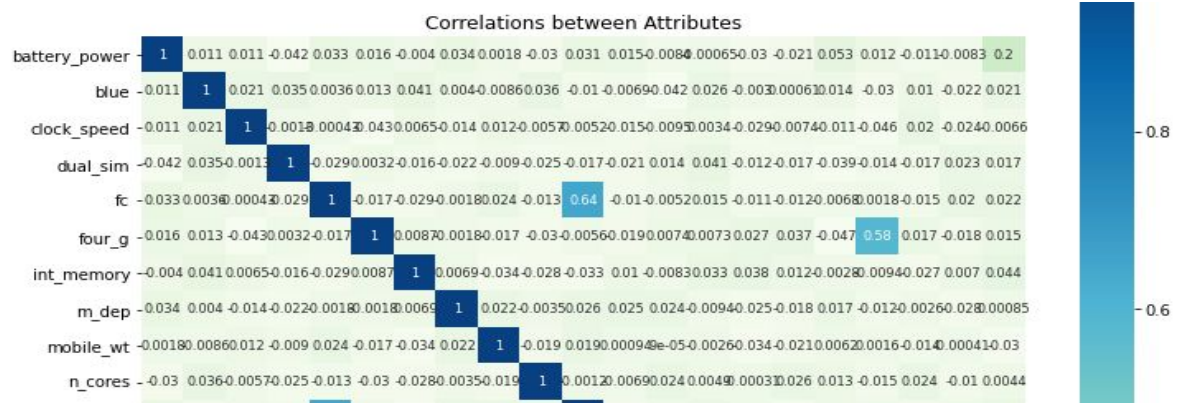 Correlations between Attributes
battery_power 1 0.011 0.011 -0.042 0.033 0.016 -0.004 0.034 0.0018 -0.03 0.031 0.015 -0.0084 0.00065 -0.03 -0.021 0.053 0.012 -0.011 -0.0083 0.2
blue 0.011 1 0.021 0.035 0.0036 0.013 0.041 0.004 -0.0086 0.036 -0.01 -0.0069 -0.042 0.026 -0.003 0.00061 0.014 -0.03 0.01 -0.022 0.021
0.8
clock_speed 0.011 0.021 1 -0.0013 -0.00043 -0.043 0.0065 -0.014 0.012 -0.0057 -0.0052 -0.015 -0.0095 0.0034 -0.029 -0.0074 -0.011 -0.046 0.02 -0.024 -0.0066
dual_sim -0.042 0.035 -0.0013 1 -0.029 0.0032 -0.016 -0.022 -0.009 -0.025 -0.017 -0.021 0.014 0.041 -0.012 -0.017 -0.039 -0.014 -0.017 0.023 0.017
fc 0.033 0.0036 -0.00043 -0.029 1 -0.017 -0.029 -0.0018 0.024 -0.013 0.64 -0.01 -0.0052 0.015 -0.011 -0.012 -0.0068 0.0018 -0.015 0.02 0.022
four_g 0.016 0.013 -0.043 0.0032 -0.017 1 0.0087 -0.0018 -0.017 -0.03 -0.0056 -0.019 0.0074 0.0073 0.027 0.037 -0.047 0.58 0.017 -0.018 0.015
int_memory -0.004 0.041 0.0065 -0.016 -0.029 0.0087 1 0.0069 -0.034 -0.028 -0.033 0.01 -0.0083 0.033 0.038 0.012 -0.0028 -0.0094 -0.027 0.007 0.044
m_dep 0.034 0.004 -0.014 -0.022 -0.0018 -0.0018 0.0069 1 0.022 -0.0035 0.026 0.025 0.024 -0.0094 -0.025 -0.018 0.017 -0.012 -0.0026 -0.028 0.00085
0.6
mobile_wt 0.0018 -0.0086 0.012 -0.009 0.024 -0.017 -0.034 0.022 1 -0.019 0.019 0.00094 9e-05 -0.0026 -0.034 -0.021 0.0062 0.0016 -0.014 -0.00041 -0.03
n_cores -0.03 0.036 -0.0057 -0.025 -0.013 -0.03 -0.028 -0.0035 -0.019 1 -0.0012 -0.0069 0.024 0.0049 -0.00031 0.026 0.013 -0.015 0.024 -0.01 0.0044